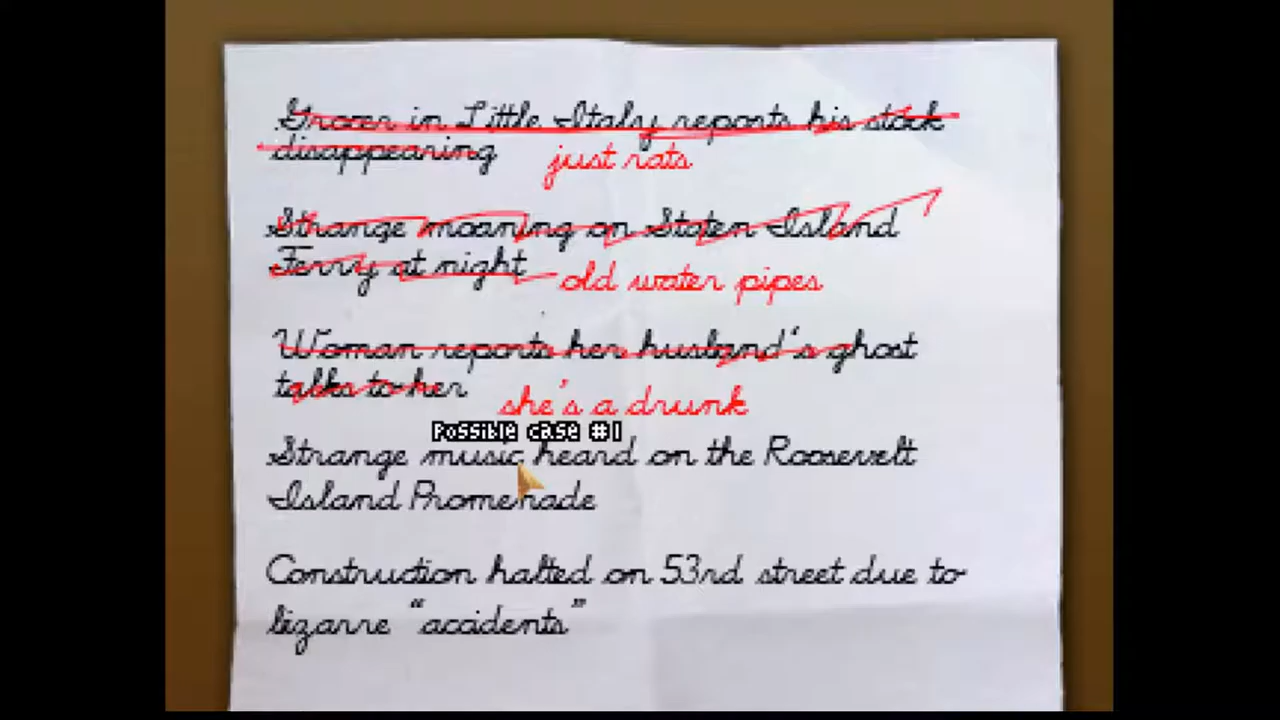 Grocer in Little Italy reports his stock
disappearing just rats
Strange moaning on Staten Island
Ferry at night old water pipes
Woman reports her husband's ghost
talks to her she's a drunk
Possible case #1
Strange music heard on the Roosevelt
Island Promenade
Construction halted on 53rd street due to
bizarre "accidents"